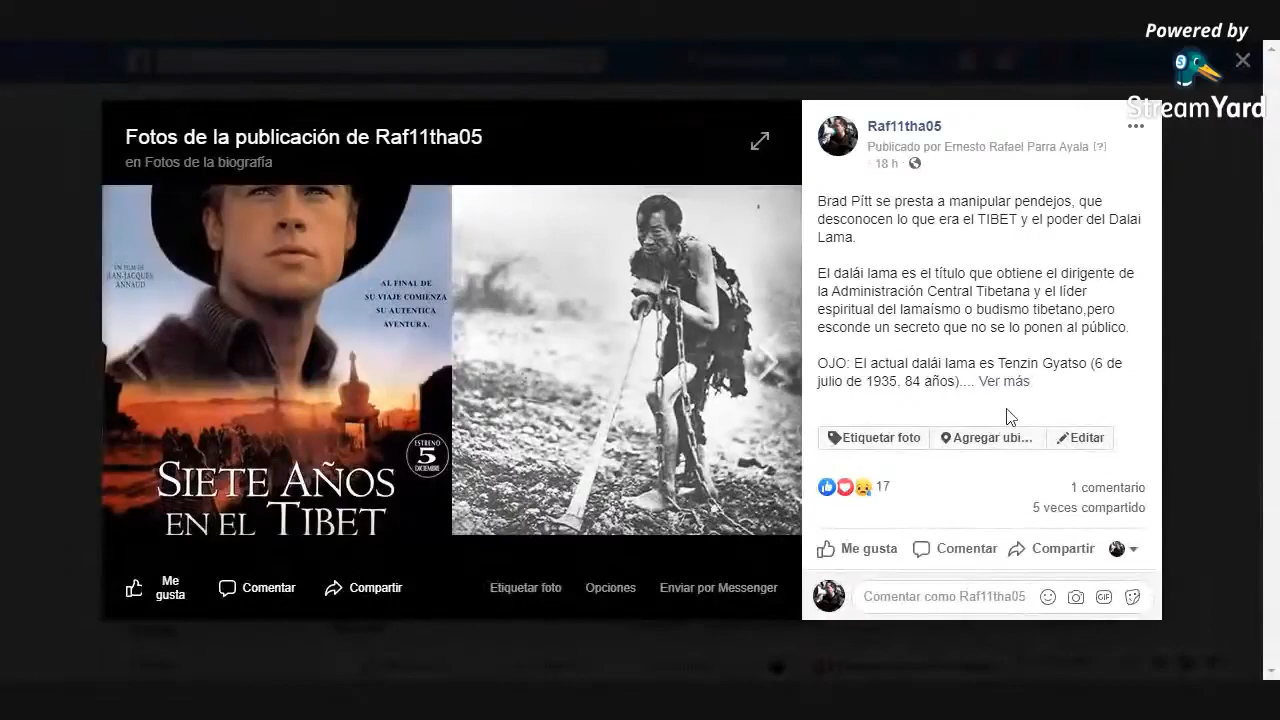 Powered by
StreamYard
Fotos de la publicación de Raf11tha05
en Fotos de la biografía
UN FILM DE
JEAN-JACQUES
ANNAUD
AL FINAL DE
SU VIAJE COMIENZA
SU AUTENTICA
AVENTURA.
ESTRENO
5
DICIEMBRE
SIETE AÑOS
EN EL TIBET
Me
gusta
Comentar
Compartir
Etiquetar foto
Opciones
Enviar por Messenger
Raf11tha05
Publicado por Ernesto Rafael Parra Ayala [?]
· 18 h ·
Brad Pítt se presta a manipular pendejos, que
desconocen lo que era el TIBET y el poder del Dalai
Lama.
El dalái lama es el título que obtiene el dirigente de
la Administración Central Tibetana y el líder
espiritual del lamaísmo o budismo tibetano,pero
esconde un secreto que no se lo ponen al público.
OJO: El actual dalái lama es Tenzin Gyatso (6 de
julio de 1935, 84 años).... Ver más
Etiquetar foto
Agregar ubi...
Editar
17
1 comentario
5 veces compartido
Me gusta
Comentar
Compartir
Comentar como Raf11tha05
GIF